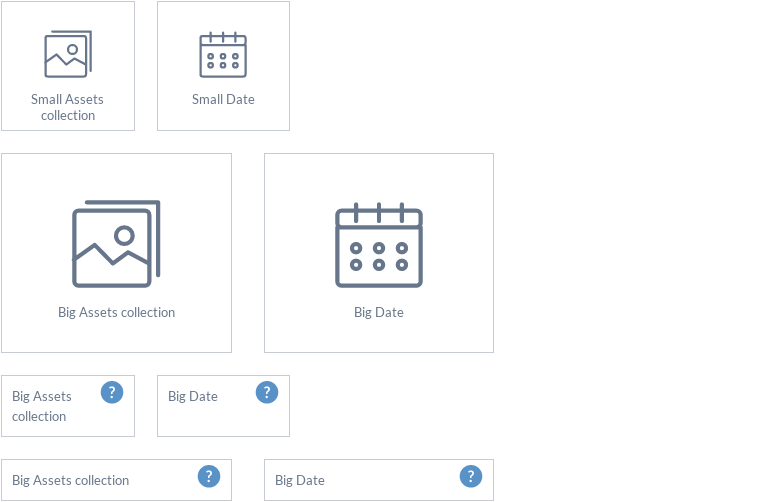 Small Assets
collection
Small Date
Big Assets collection
Big Date
Big Assets
collection
?
Big Date
?
Big Assets collection
?
Big Date
?